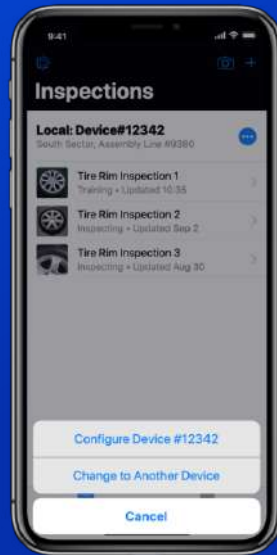 9:41
Inspections
Local: Device#12342
South Sector, Assembly Line #9380
Tire Rim Inspection 1
Training • Updated 10:35
Tire Rim Inspection 2
Inspecting • Updated Sep 2
Tire Rim Inspection 3
Inspecting • Updated Aug 30
Configure Device #12342
Change to Another Device
Cancel